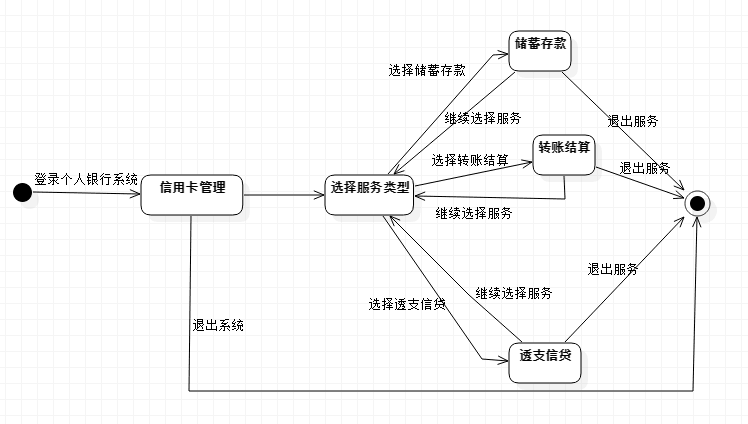 储蓄存款
选择储蓄存款
继续选择服务
退出服务
转账结算
选择转账结算
退出服务
登录个人银行系统
信用卡管理
选择服务类型
继续选择服务
退出服务
继续选择服务
选择透支信贷
退出系统
透支信贷